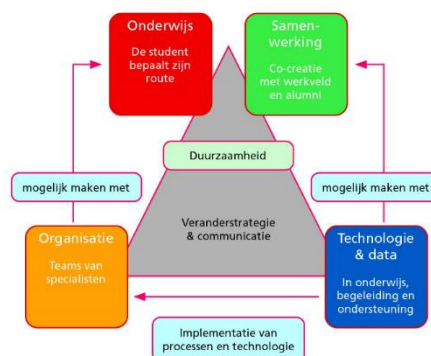 Onderwijs
De student
bepaalt zijn
route
Samen-
werking
Co-creatie
met werkveld
en alumni
Duurzaamheid
mogelijk maken met
mogelijk maken met
Veranderstrategie
& communicatie
Organisatie
Teams van
specialisten
Technologie
& data
In onderwijs,
begeleiding en
ondersteuning
Implementatie van
processen en technologie